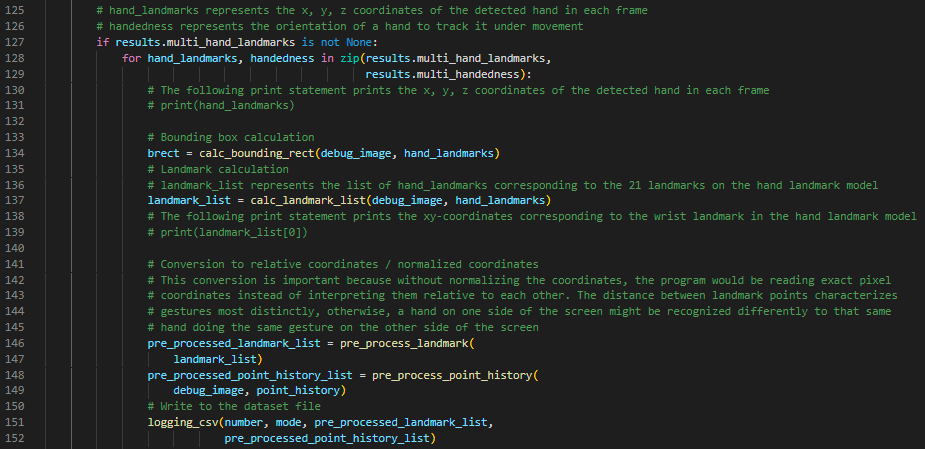 125 # hand_landmarks represents the x, y, z coordinates of the detected hand in each frame
126 # handedness represents the orientation of a hand to track it under movement
127 if results.multi_hand_landmarks is not None:
128 for hand_landmarks, handedness in zip(results.multi_hand_landmarks,
129 results.multi_handedness):
130 # The following print statement prints the x, y, z coordinates of the detected hand in each frame
131 # print(hand_landmarks)
132
133 # Bounding box calculation
134 brect = calc_bounding_rect(debug_image, hand_landmarks)
135 # Landmark calculation
136 # landmark_list represents the list of hand_landmarks corresponding to the 21 landmarks on the hand landmark model
137 landmark_list = calc_landmark_list(debug_image, hand_landmarks)
138 # The following print statement prints the xy-coordinates corresponding to the wrist landmark in the hand landmark model
139 # print(landmark_list[0])
140
141 # Conversion to relative coordinates / normalized coordinates
142 # This conversion is important because without normalizing the coordinates, the program would be reading exact pixel
143 # coordinates instead of interpreting them relative to each other. The distance between landmark points characterizes
144 # gestures most distinctly, otherwise, a hand on one side of the screen might be recognized differently to that same
145 # hand doing the same gesture on the other side of the screen
146 pre_processed_landmark_list = pre_process_landmark(
147 landmark_list)
148 pre_processed_point_history_list = pre_process_point_history(
149 debug_image, point_history)
150 # Write to the dataset file
151 logging_csv(number, mode, pre_processed_landmark_list,
152 pre_processed_point_history_list)